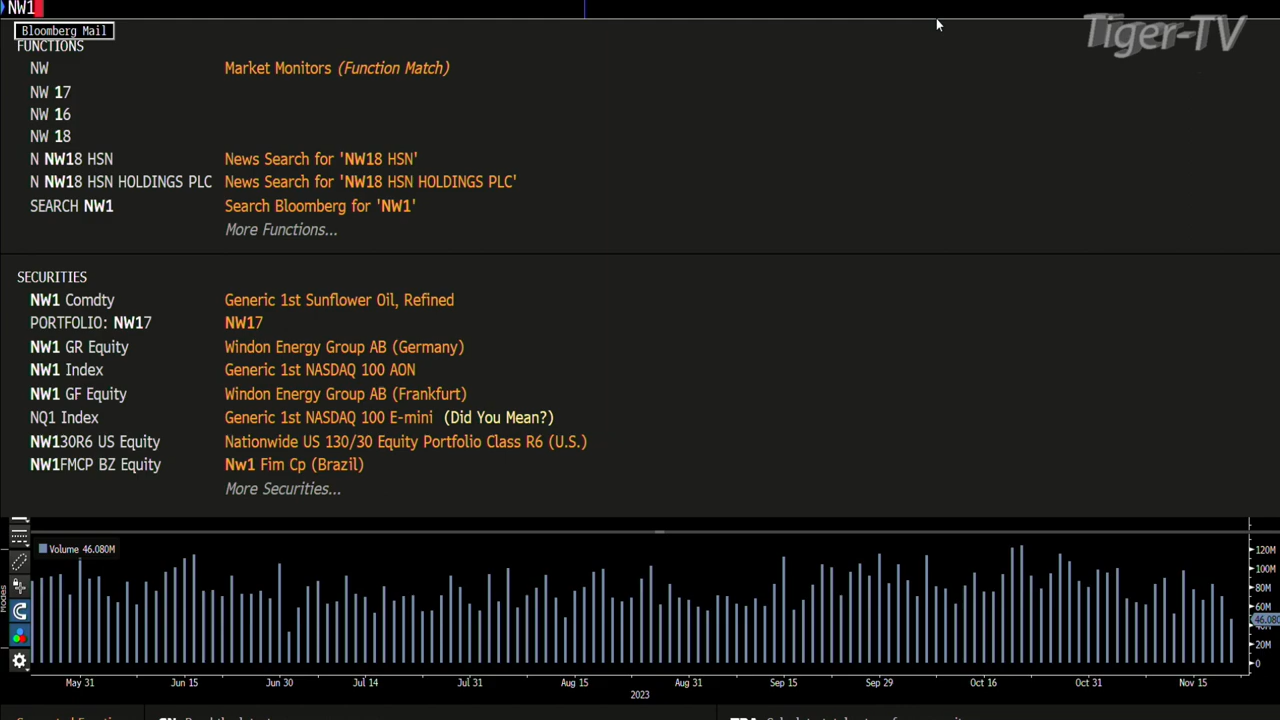 NW1
Bloomberg Mail
Tiger-TV
FUNCTIONS
NW Market Monitors (Function Match)
NW 17
NW 16
NW 18
N NW18 HSN News Search for 'NW18 HSN'
N NW18 HSN HOLDINGS PLC News Search for 'NW18 HSN HOLDINGS PLC'
SEARCH NW1 Search Bloomberg for 'NW1'
More Functions...
SECURITIES
NW1 Comdty Generic 1st Sunflower Oil, Refined
PORTFOLIO: NW17 NW17
NW1 GR Equity Windon Energy Group AB (Germany)
NW1 Index Generic 1st NASDAQ 100 AON
NW1 GF Equity Windon Energy Group AB (Frankfurt)
NQ1 Index Generic 1st NASDAQ 100 E-mini (Did You Mean?)
NW130R6 US Equity Nationwide US 130/30 Equity Portfolio Class R6 (U.S.)
NW1FMCP BZ Equity Nw1 Fim Cp (Brazil)
More Securities...
Volume 46.080M
120M
100M
80M
60M
46.080
20M
0
Modes
May 31 Jun 15 Jun 30 Jul 14 Jul 31 Aug 15 Aug 31 Sep 15 Sep 29 Oct 16 Oct 31 Nov 15
2023